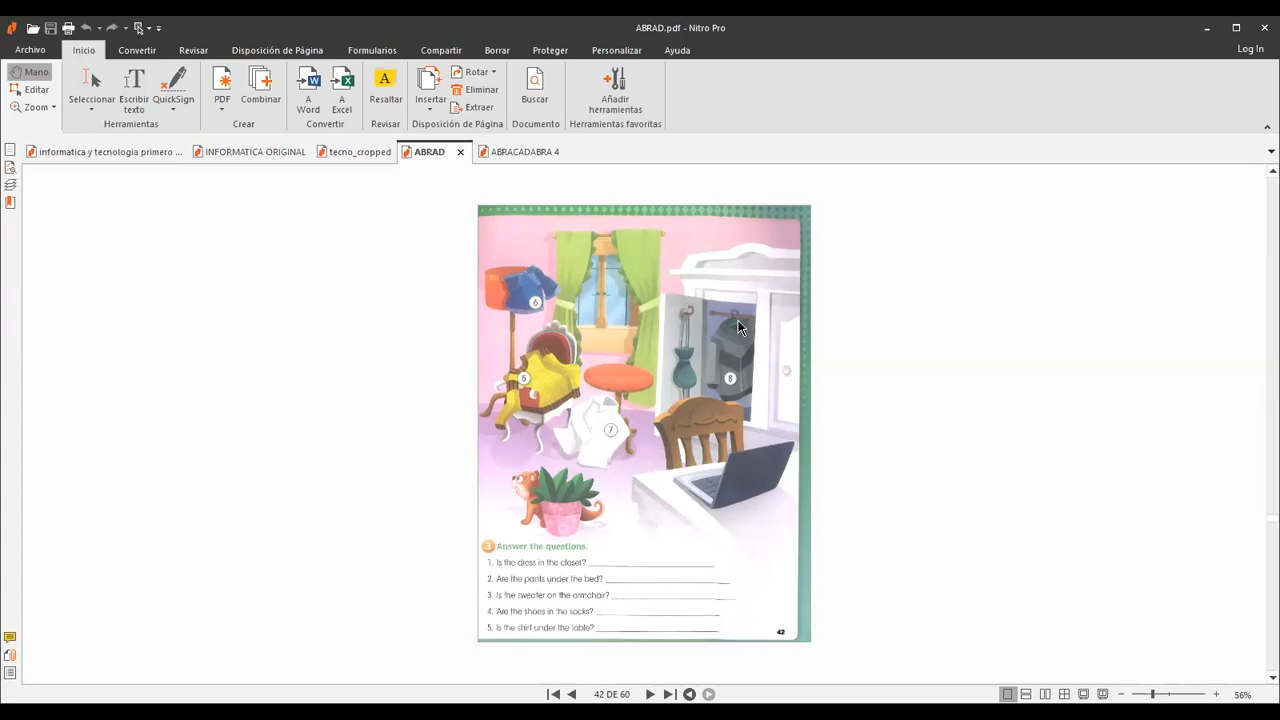 ABRAD.pdf - Nitro Pro
Archivo Inicio Convertir Revisar Disposición de Página Formularios Compartir Borrar Proteger Personalizar Ayuda Log In
Mano
Editar
Zoom
Seleccionar
Escribir texto
QuickSign
Herramientas
PDF
Combinar
Crear
A Word
A Excel
Convertir
A
Resaltar
Revisar
Insertar
Rotar
Eliminar
Extraer
Disposición de Página
Buscar
Documento
Añadir herramientas
Herramientas favoritas
informatica y tecnologia primero ... INFORMATICA ORIGINAL tecno_cropped ABRAD ABRACADABRA 4
6
5
8
7
3 Answer the questions.
1. Is the dress in the closet?
2. Are the pants under the bed?
3. Is the sweater on the armchair?
4. Are the shoes in the socks?
5. Is the shirt under the table?
42
42 DE 60
56%